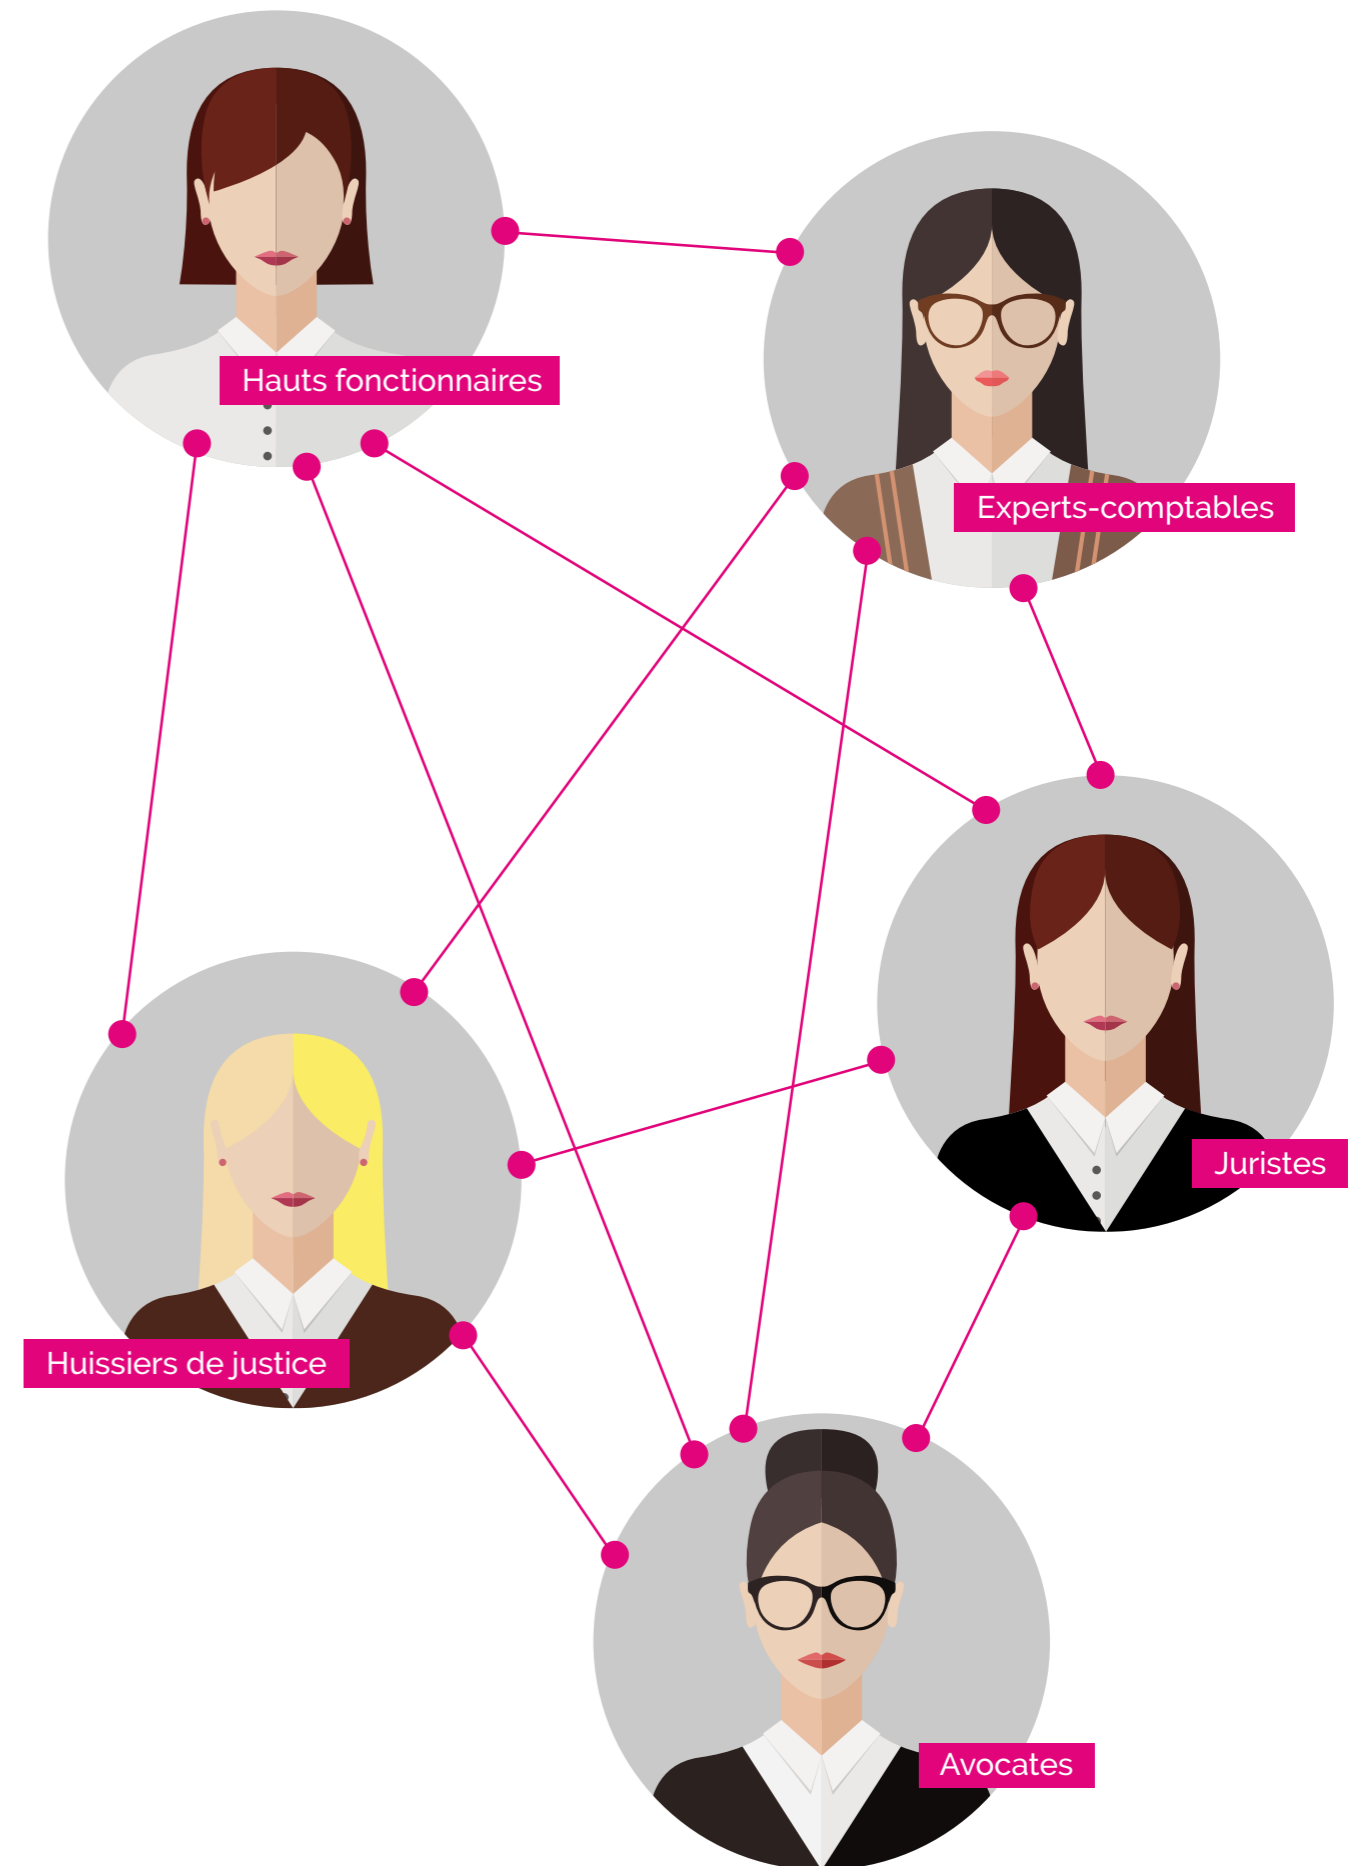 Hauts fonctionnaires
Experts-comptables
Juristes
Huissiers de justice
Avocates